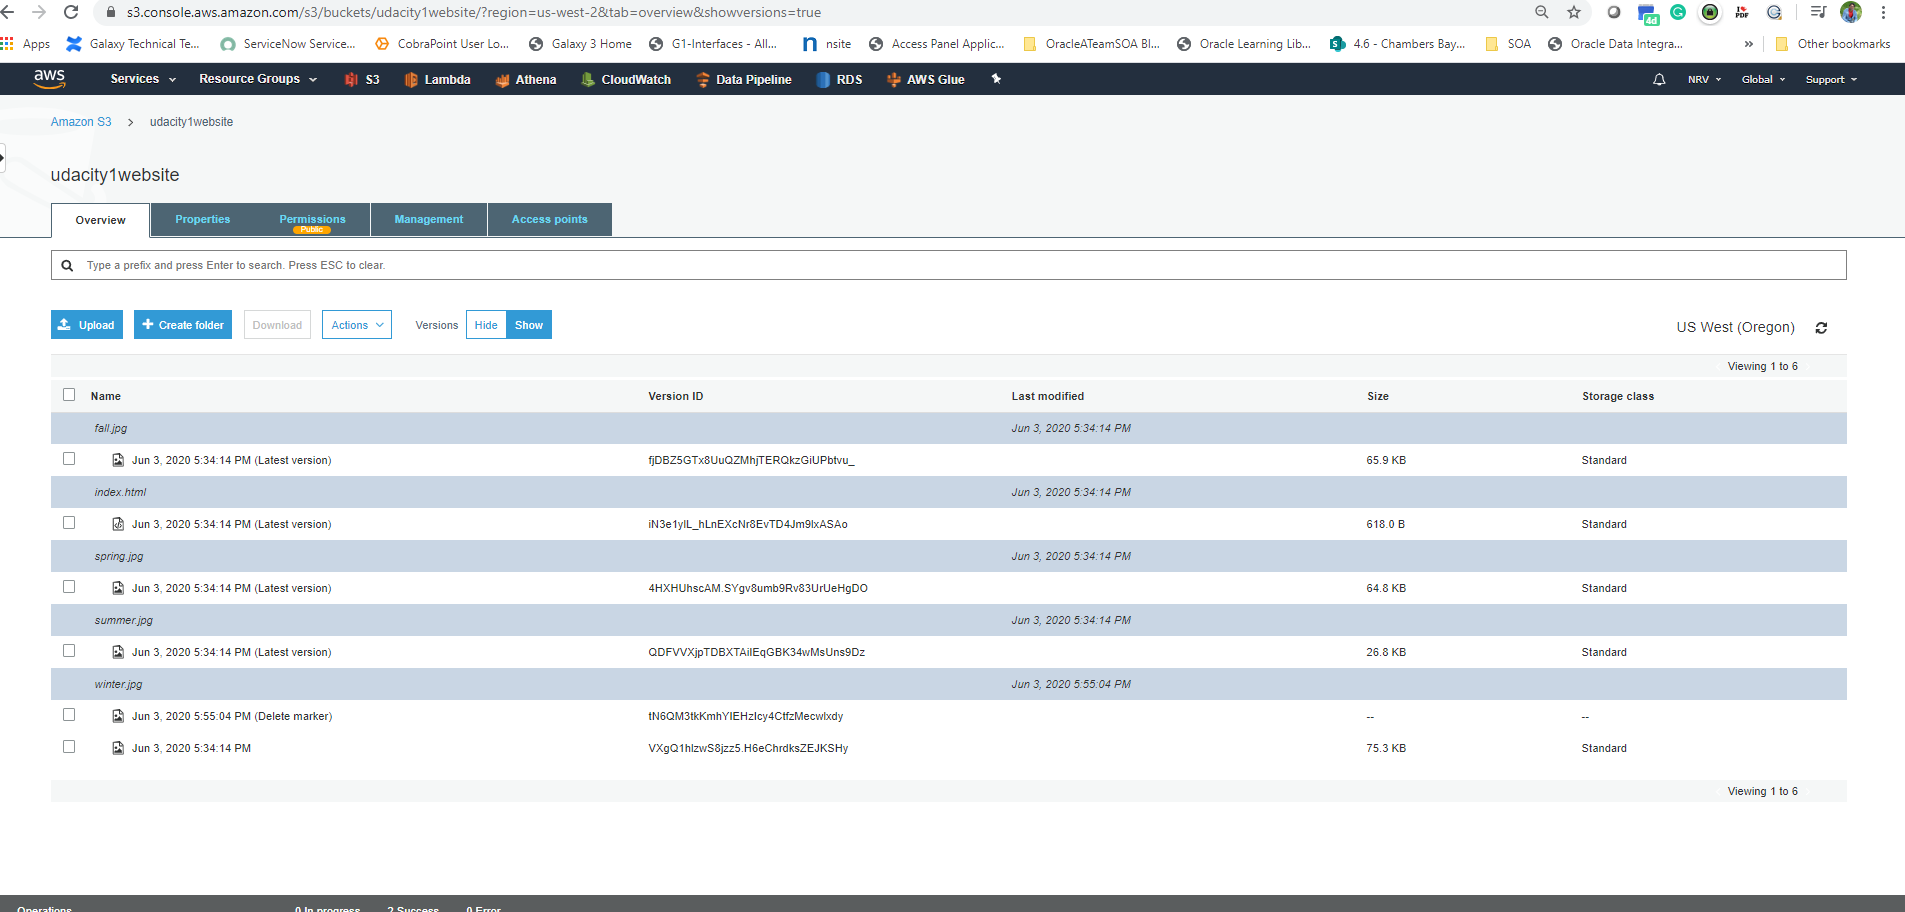 s3.console.aws.amazon.com/s3/buckets/udacity1website/?region=us-west-2&tab=overview&showversions=true
4d
I PDF
Apps Galaxy Technical Te... ServiceNow Service... CobraPoint User Lo... Galaxy 3 Home G1-Interfaces - All... nsite Access Panel Applic... OracleATeamSOA Bl... Oracle Learning Lib... 4.6 - Chambers Bay... SOA Oracle Data Integra... » Other bookmarks
aws Services Resource Groups S3 Lambda Athena CloudWatch Data Pipeline RDS AWS Glue NRV Global Support
Amazon S3 > udacity1website
udacity1website
Overview Properties Permissions Management Access points
Public
Type a prefix and press Enter to search. Press ESC to clear.
Upload + Create folder Download Actions Versions Hide Show US West (Oregon)
Viewing 1 to 6
Name Version ID Last modified Size Storage class
fall.jpg Jun 3, 2020 5:34:14 PM
Jun 3, 2020 5:34:14 PM (Latest version) fjDBZ5GTx8UuQZMhjTERQkzGiUPbtvu_ 65.9 KB Standard
index.html Jun 3, 2020 5:34:14 PM
Jun 3, 2020 5:34:14 PM (Latest version) iN3e1yIL_hLnEXcNr8EvTD4Jm9IxASAo 618.0 B Standard
spring.jpg Jun 3, 2020 5:34:14 PM
Jun 3, 2020 5:34:14 PM (Latest version) 4HXHUhscAM.SYgv8umb9Rv83UrUeHgDO 64.8 KB Standard
summer.jpg Jun 3, 2020 5:34:14 PM
Jun 3, 2020 5:34:14 PM (Latest version) QDFVVXjpTDBXTAilEqGBK34wMsUns9Dz 26.8 KB Standard
winter.jpg Jun 3, 2020 5:55:04 PM
Jun 3, 2020 5:55:04 PM (Delete marker) tN6QM3tkKmhYIEHzIcy4CtfzMecwIxdy -- --
Jun 3, 2020 5:34:14 PM VXgQ1hlzwS8jzz5.H6eChrdksZEJKSHy 75.3 KB Standard
Viewing 1 to 6
Operations 0 In progress 2 Success 0 Error